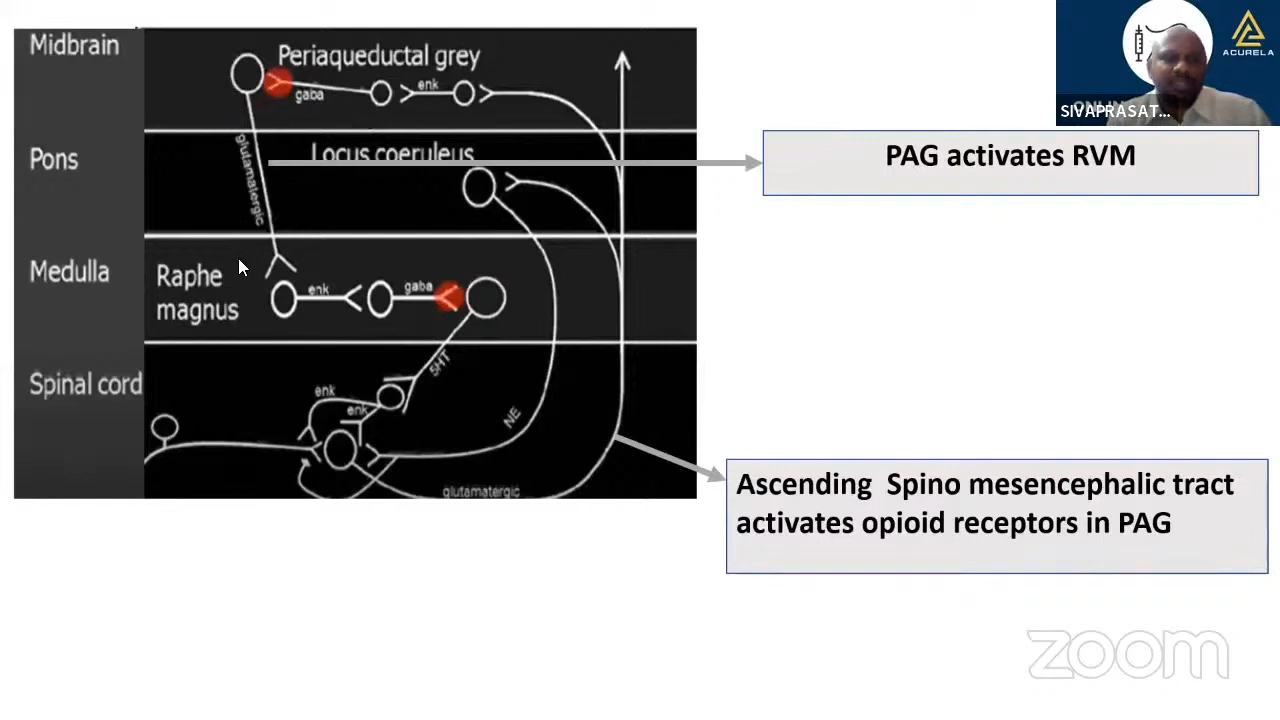 Midbrain
Periaqueductal grey
gaba
enk
glutamatergic
Pons
Locus coeruleus
Medulla
Raphe
magnus
enk
gaba
Spinal cord
5HT
enk
enk
NE
glutamatergic
PAG activates RVM
Ascending Spino mesencephalic tract
activates opioid receptors in PAG
ACURELA
SIVAPRASAT...
zoom